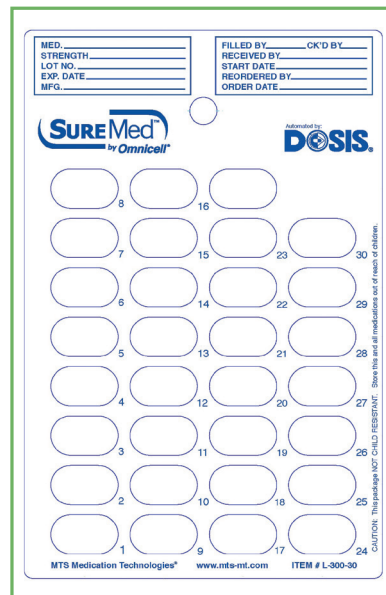 MED.
STRENGTH
LOT NO.
EXP. DATE
MFG.
FILLED BY CK'D BY
RECEIVED BY
START DATE
REORDERED BY
ORDER DATE
SUREMed™
by Omnicell®
Automated by:
DOSIS®
8 16
7 15 23 30
6 14 22 29
5 13 21 28
4 12 20 27
3 11 19 26
2 10 18 25
1 9 17 24
CAUTION: This package NOT CHILD RESISTANT. Store this and all medications out of reach of children.
MTS Medication Technologies® www.mts-mt.com ITEM # L-300-30